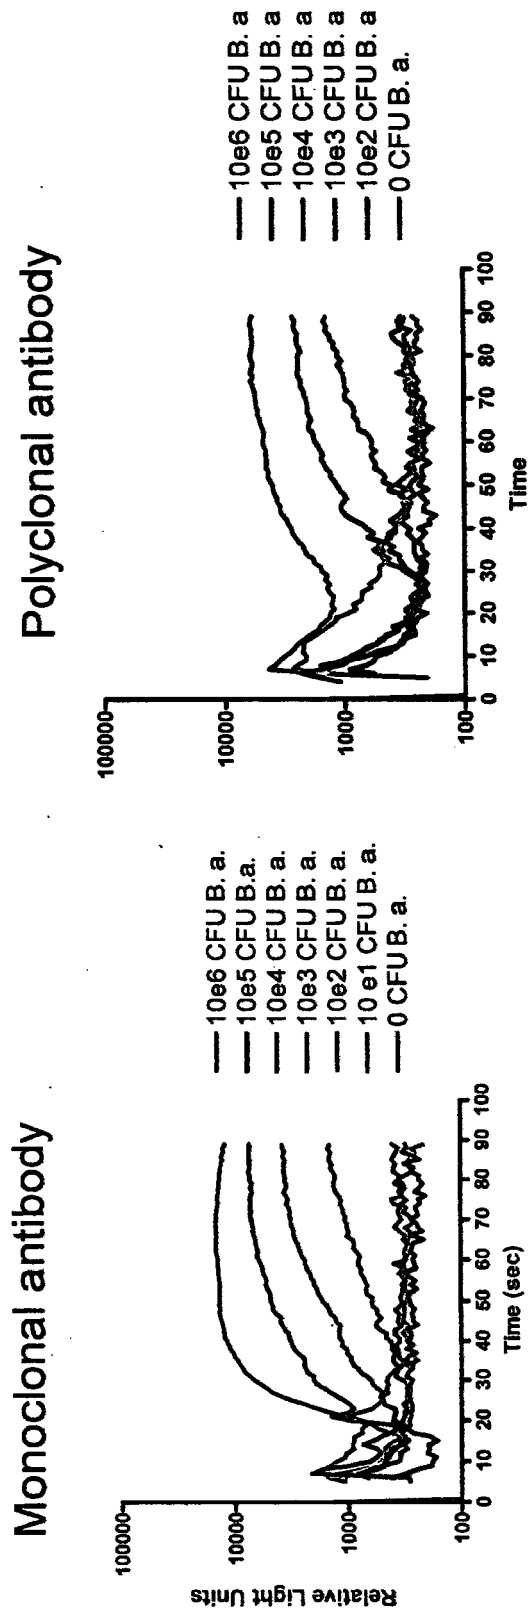 Monoclonal antibody
Relative Light Units
100000
10000
1000
100
0 10 20 30 40 50 60 70 80 90 100
Time (sec)
10e6 CFU B. a.
10e5 CFU B.a.
10e4 CFU B. a.
10e3 CFU B. a.
10e2 CFU B. a.
10 e1 CFU B. a.
0 CFU B. a.
Polyclonal antibody
100000
10000
1000
100
0 10 20 30 40 50 60 70 80 90 100
Time
10e6 CFU B. a
10e5 CFU B. a
10e4 CFU B. a
10e3 CFU B. a
10e2 CFU B. a
0 CFU B. a.